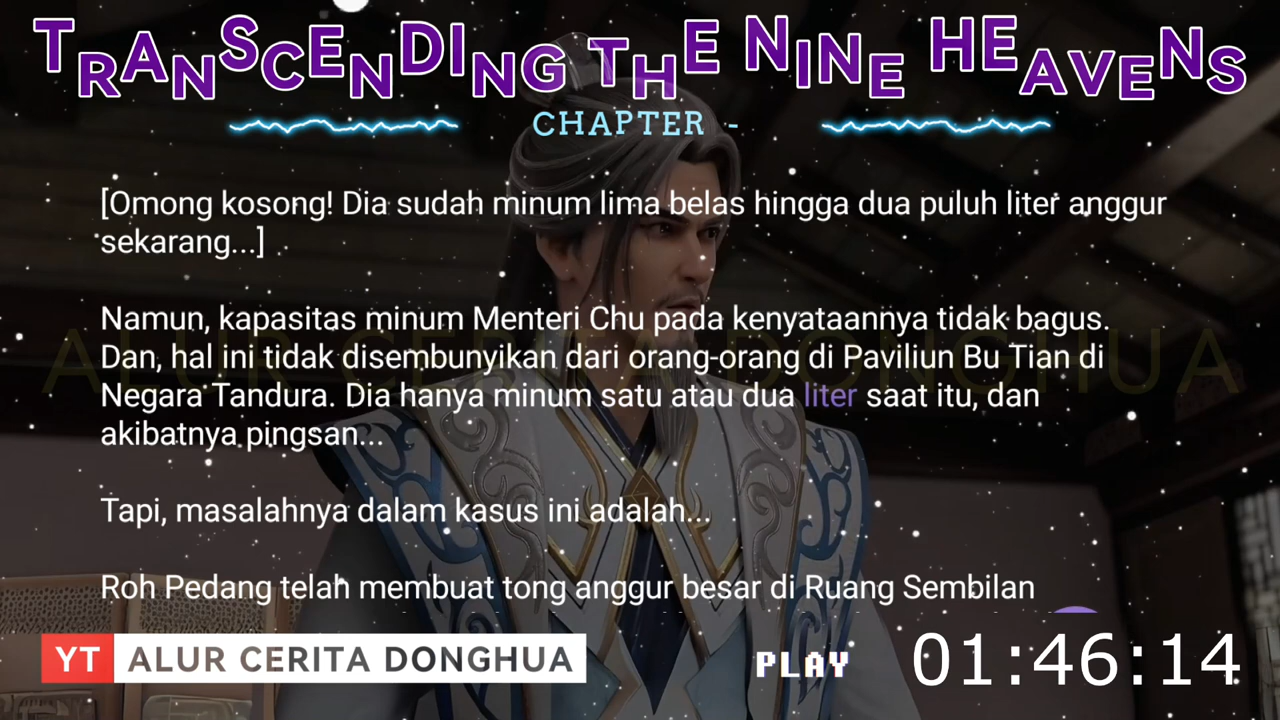 TRANSCENDING THE NINE HEAVENS
CHAPTER -
[Omong kosong! Dia sudah minum lima belas hingga dua puluh liter anggur
sekarang...]
Namun, kapasitas minum Menteri Chu pada kenyataannya tidak bagus.
Dan, hal ini tidak disembunyikan dari orang-orang di Paviliun Bu Tian di
Negara Tandura. Dia hanya minum satu atau dua liter saat itu, dan
akibatnya pingsan...
Tapi, masalahnya dalam kasus ini adalah...
Roh Pedang telah membuat tong anggur besar di Ruang Sembilan
ALUR CERITA DONGHUA
YT ALUR CERITA DONGHUA
PLAY 01:46:14